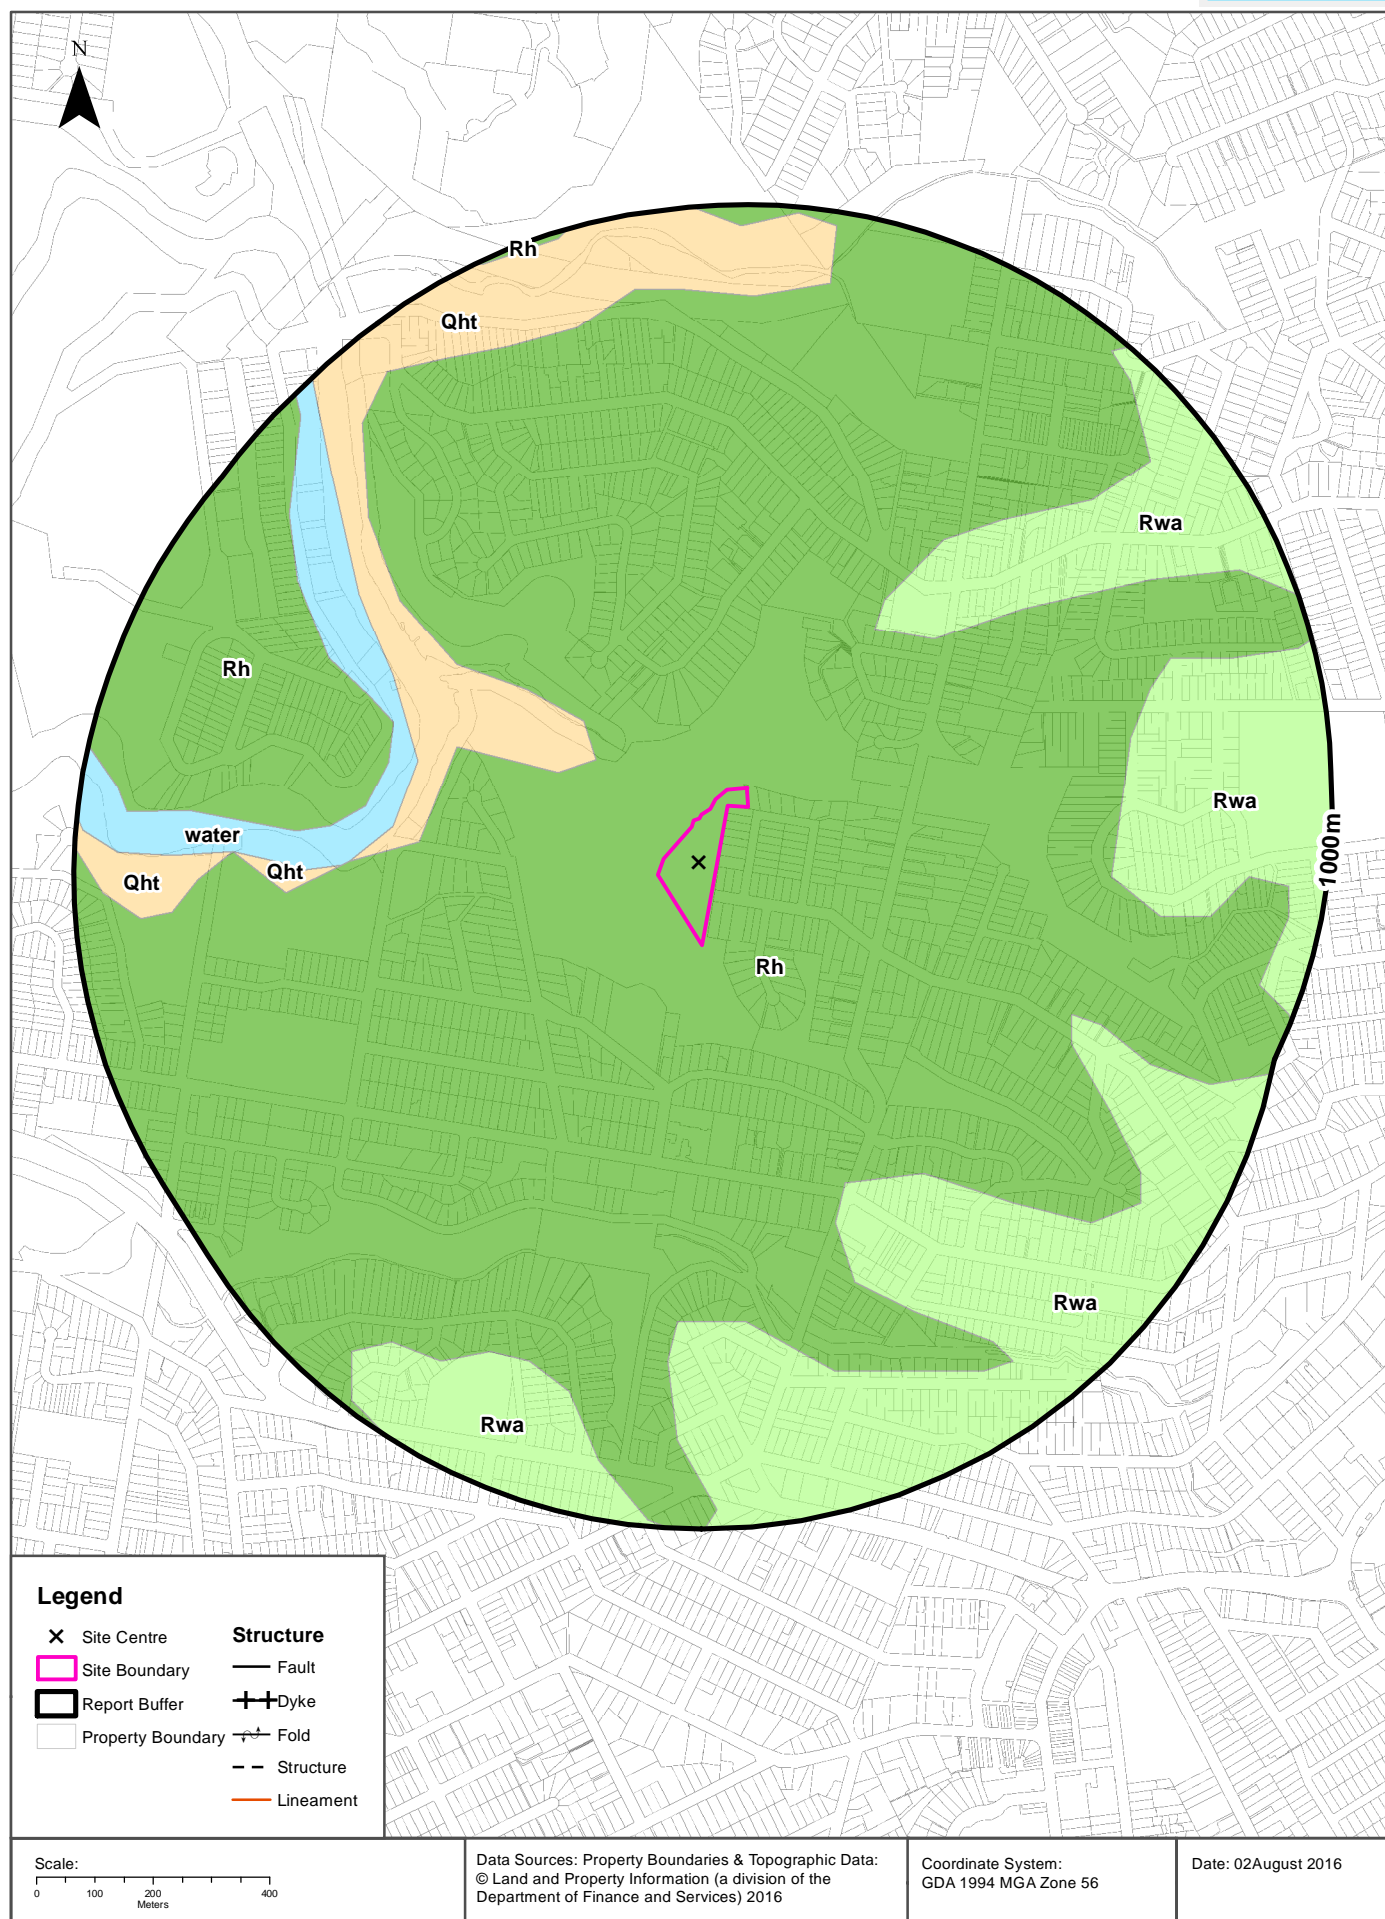 N
Rh
Qht
Rwa
Rh
Rwa
water
1000m
Qht
Qht
Rh
Rwa
Rwa
Legend
Site Centre
Site Boundary
Report Buffer
Property Boundary
Structure
Fault
Dyke
Fold
Structure
Lineament
Scale:
0 100 200 400
Meters
Data Sources: Property Boundaries & Topographic Data:
© Land and Property Information (a division of the
Department of Finance and Services) 2016
Coordinate System:
GDA 1994 MGA Zone 56
Date: 02August 2016